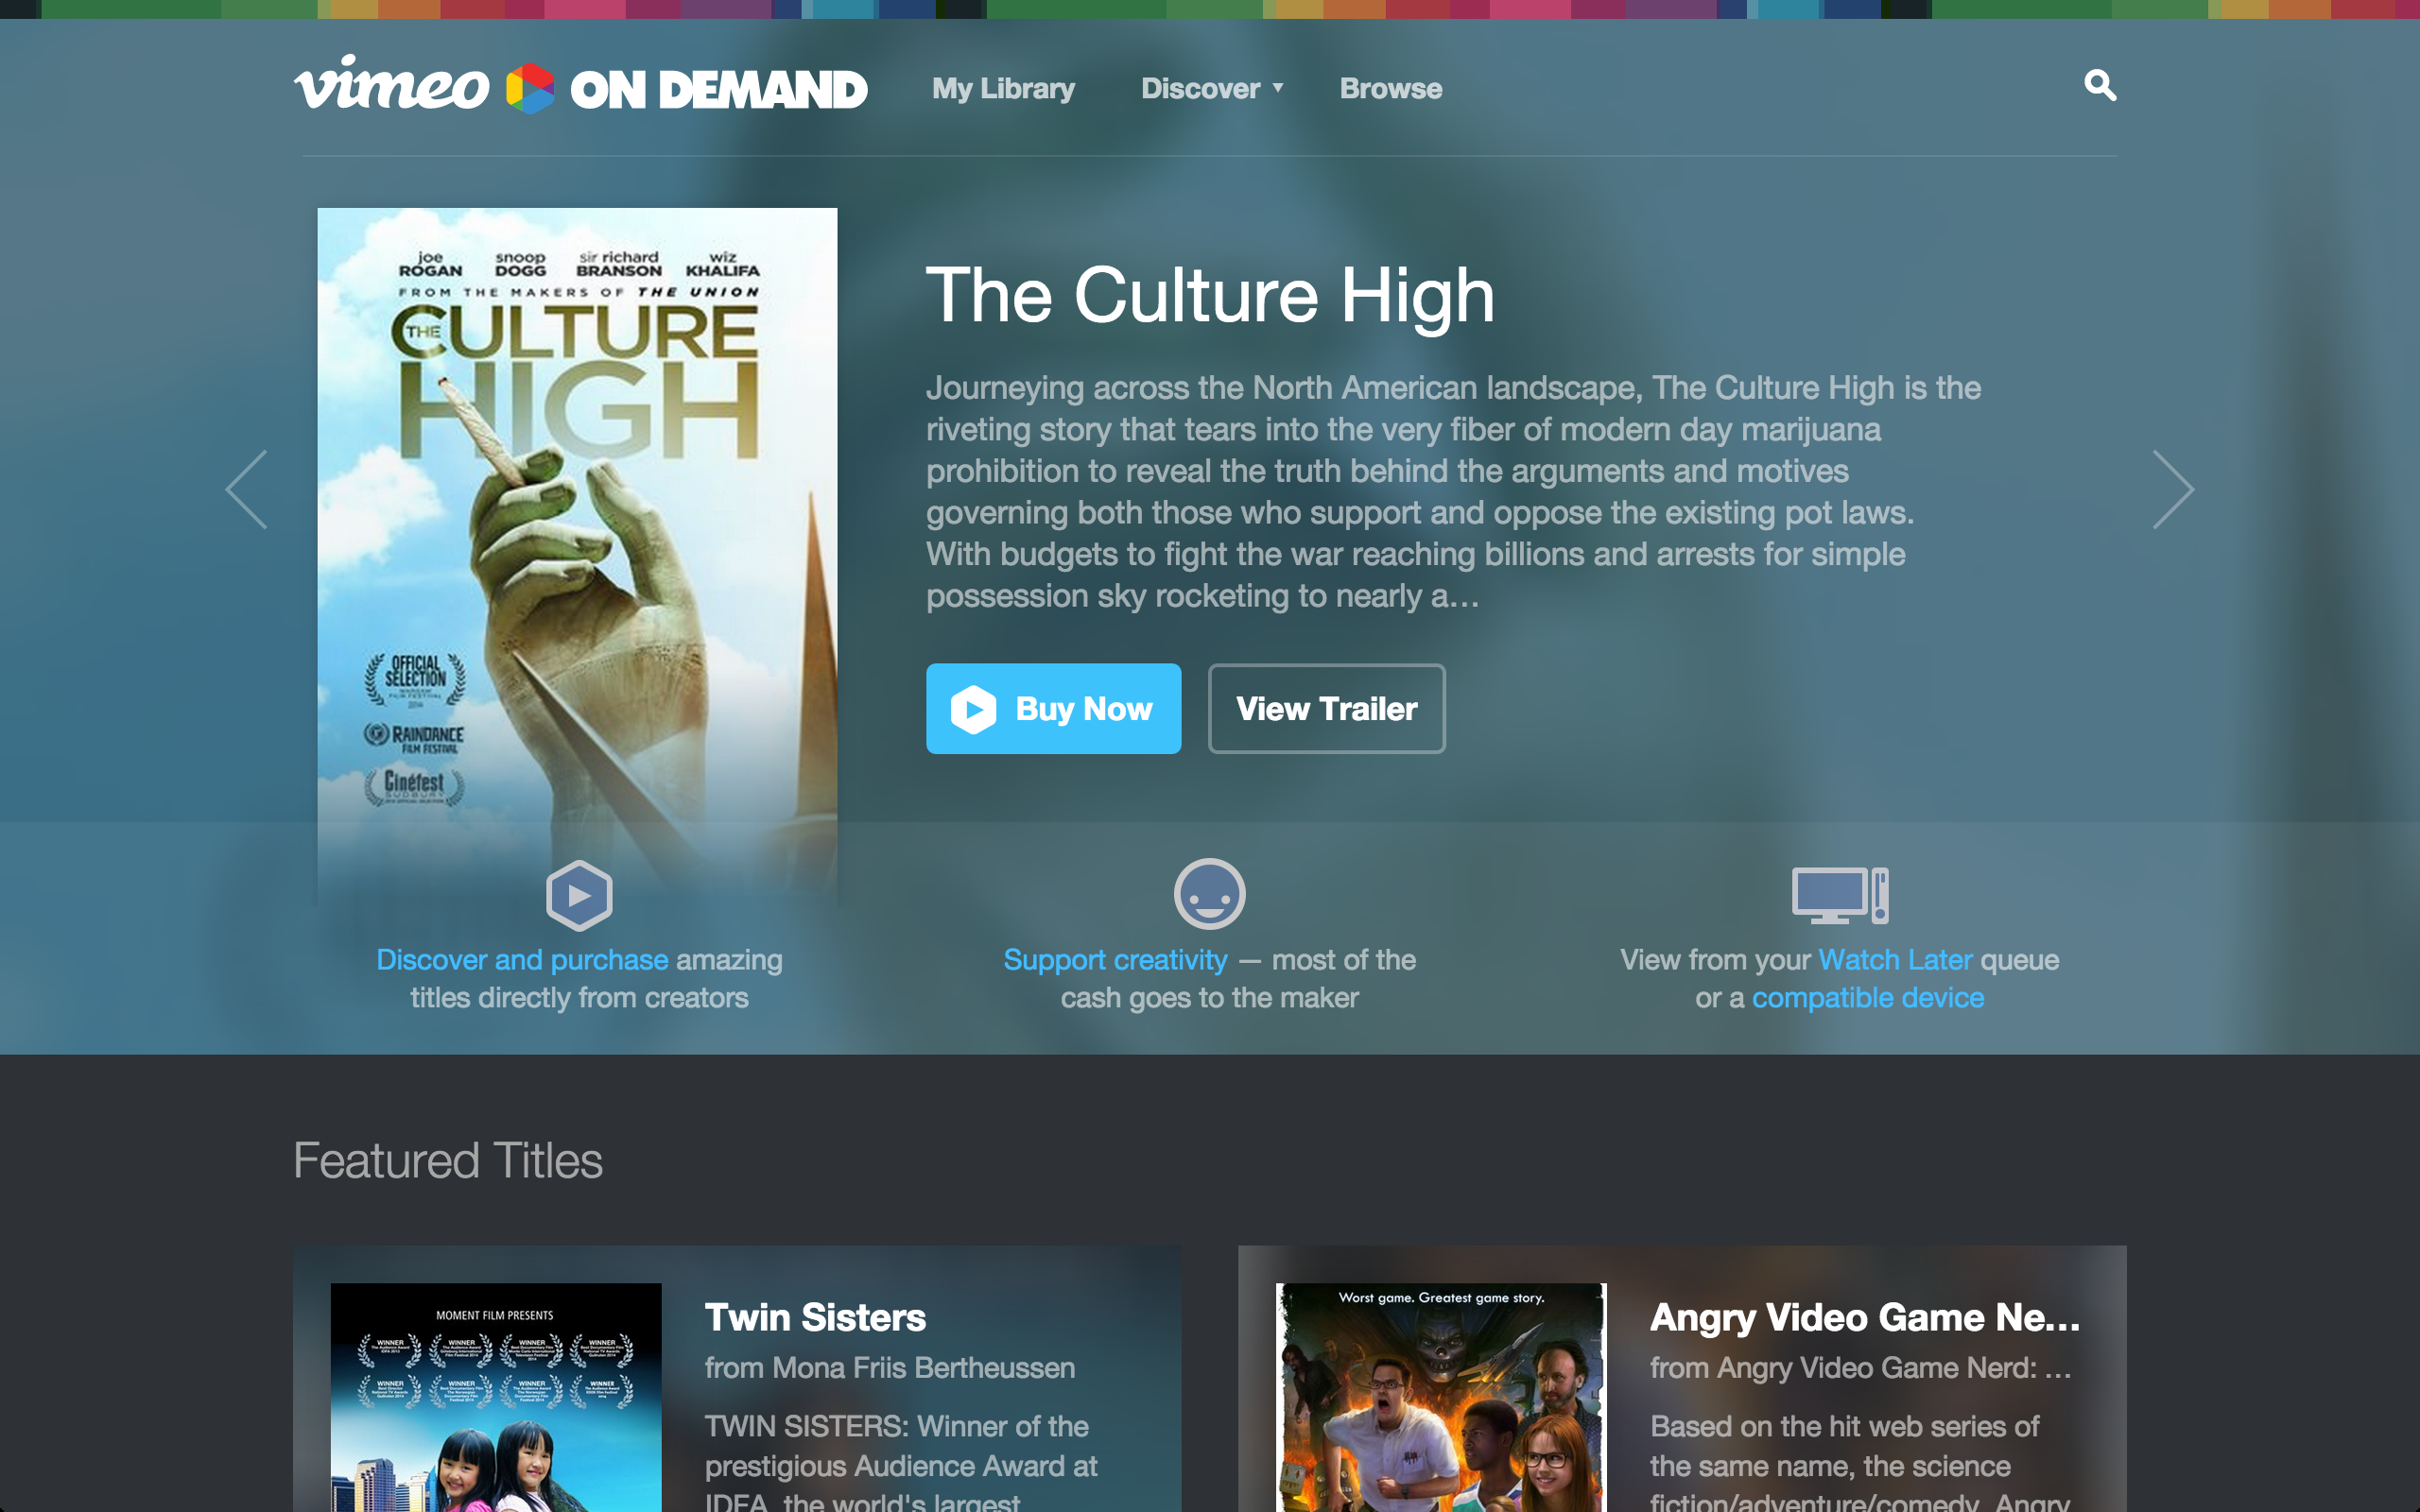 vimeo ON DEMAND
My Library
Discover
Browse
joe ROGAN
snoop DOGG
sir richard BRANSON
wiz KHALIFA
FROM THE MAKERS OF THE UNION
THE CULTURE
HIGH
OFFICIAL
SELECTION
WARSAW
FILM FESTIVAL
2014
RAINDANCE
FILM FESTIVAL
Cinéfest
SUDBURY
The Culture High
Journeying across the North American landscape, The Culture High is the
riveting story that tears into the very fiber of modern day marijuana
prohibition to reveal the truth behind the arguments and motives
governing both those who support and oppose the existing pot laws.
With budgets to fight the war reaching billions and arrests for simple
possession sky rocketing to nearly a…
Buy Now
View Trailer
Discover and purchase amazing
titles directly from creators
Support creativity — most of the
cash goes to the maker
View from your Watch Later queue
or a compatible device
Featured Titles
MOMENT FILM PRESENTS
WINNER WINNER WINNER WINNER
WINNER WINNER WINNER WINNER
Twin Sisters
from Mona Friis Bertheussen
TWIN SISTERS: Winner of the
prestigious Audience Award at
IDFA, the world's largest
Worst game. Greatest game story.
Angry Video Game Ne…
from Angry Video Game Nerd: …
Based on the hit web series of
the same name, the science
fiction/adventure/comedy, Angry